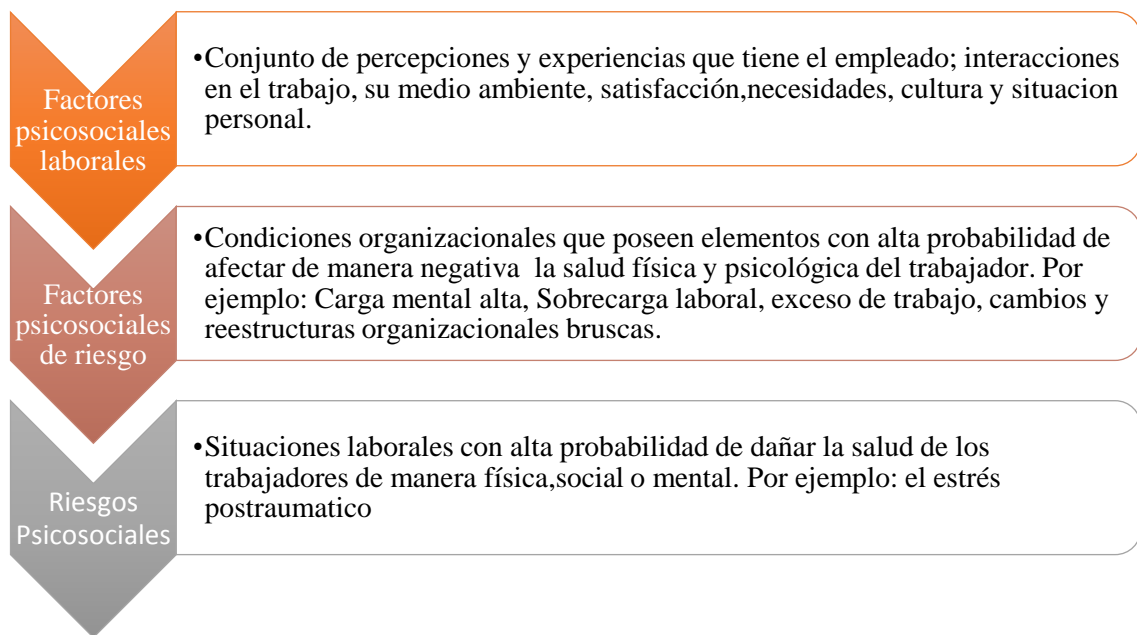 Factores
psicosociales
laborales
•Conjunto de percepciones y experiencias que tiene el empleado; interacciones
en el trabajo, su medio ambiente, satisfacción,necesidades, cultura y situacion
personal.
Factores
psicosociales
de riesgo
•Condiciones organizacionales que poseen elementos con alta probabilidad de
afectar de manera negativa  la salud física y psicológica del trabajador. Por
ejemplo: Carga mental alta, Sobrecarga laboral, exceso de trabajo, cambios y
reestructuras organizacionales bruscas.
Riesgos
Psicosociales
•Situaciones laborales con alta probabilidad de dañar la salud de los
trabajadores de manera física,social o mental. Por ejemplo: el estrés
postraumatico